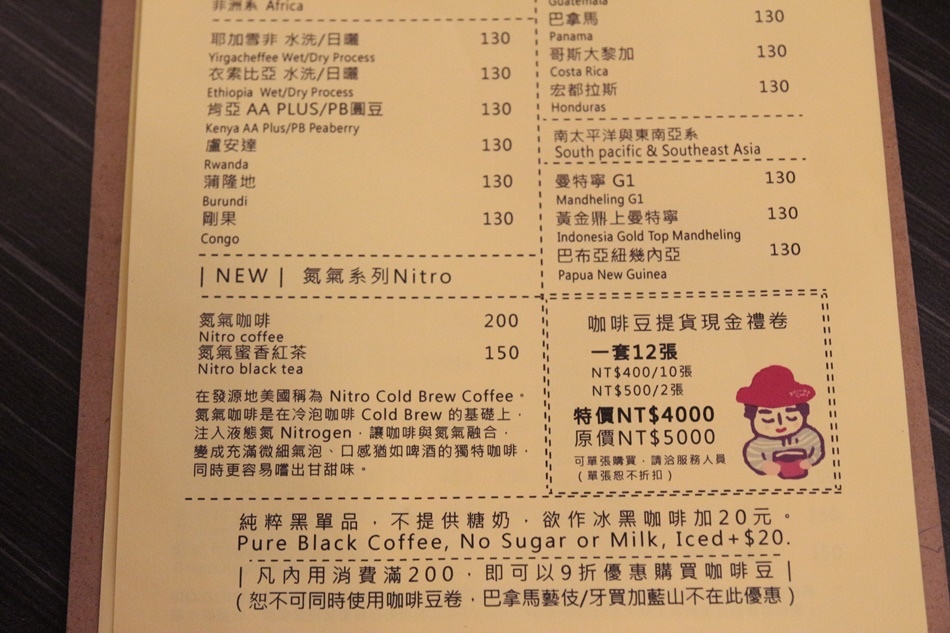 非洲系 Africa
耶加雪菲 水洗/日曬 130
Yirgacheffee Wet/Dry Process
衣索比亞 水洗/日曬 130
Ethiopia Wet/Dry Process
肯亞 AA PLUS/PB圓豆 130
Kenya AA Plus/PB Peaberry
盧安達 130
Rwanda
蒲隆地 130
Burundi
剛果 130
Congo
| NEW | 氮氣系列Nitro
氮氣咖啡 200
Nitro coffee
氮氣蜜香紅茶 150
Nitro black tea
在發源地美國稱為 Nitro Cold Brew Coffee。
氮氣咖啡是在冷泡咖啡 Cold Brew 的基礎上，
注入液態氮 Nitrogen，讓咖啡與氮氣融合，
變成充滿微細氣泡、口感猶如啤酒的獨特咖啡，
同時更容易嚐出甘甜味。
Guatemala
巴拿馬 130
Panama
哥斯大黎加 130
Costa Rica
宏都拉斯 130
Honduras
南太平洋與東南亞系
South pacific & Southeast Asia
曼特寧 G1 130
Mandheling G1
黃金鼎上曼特寧 130
Indonesia Gold Top Mandheling
巴布亞紐幾內亞 130
Papua New Guinea
咖啡豆提貨現金禮卷
一套12張
NT$400/10張
NT$500/2張
特價NT$4000
原價NT$5000
可單張購買，請洽服務人員
（單張恕不折扣）
純粹黑單品，不提供糖奶，欲作冰黑咖啡加20元。
Pure Black Coffee, No Sugar or Milk, Iced+$20.
| 凡內用消費滿200，即可以9折優惠購買咖啡豆 |
（恕不可同時使用咖啡豆卷，巴拿馬藝伎/牙買加藍山不在此優惠）